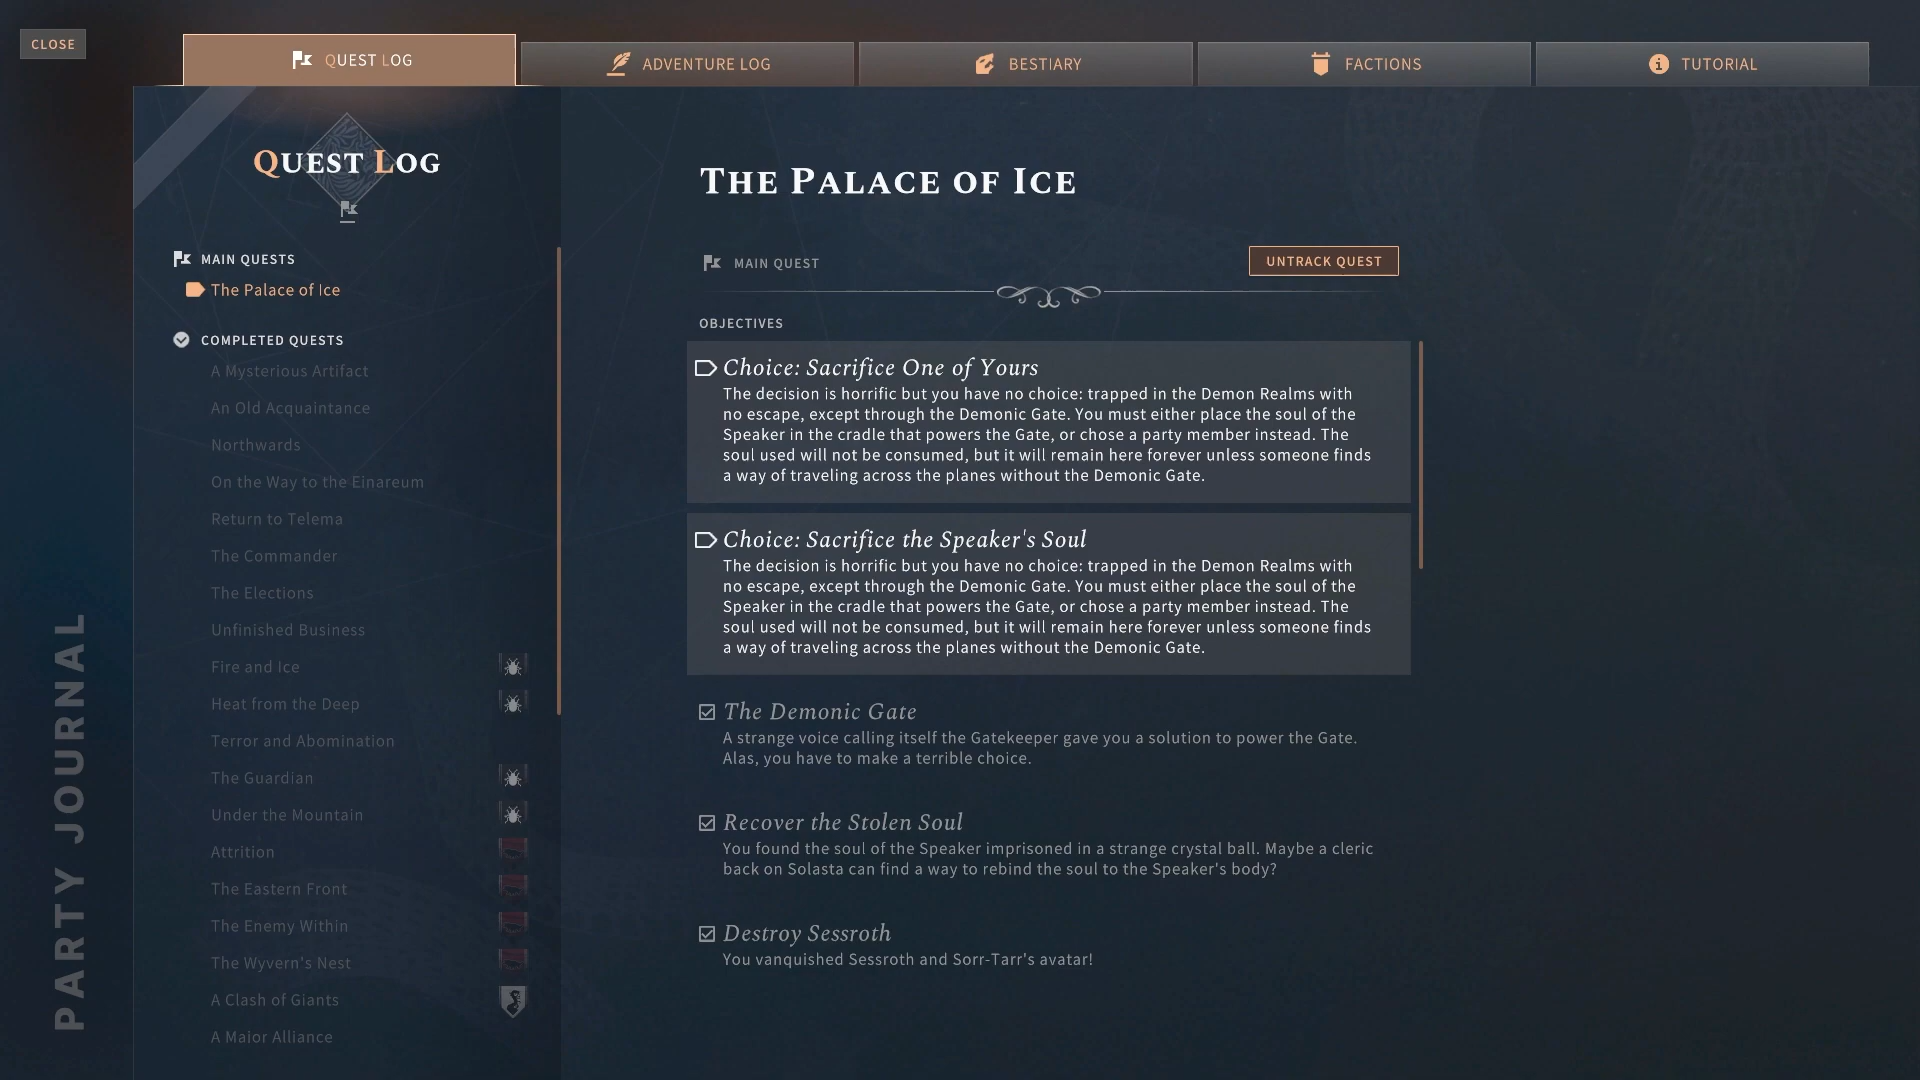 CLOSE
QUEST LOG
ADVENTURE LOG
BESTIARY
FACTIONS
TUTORIAL
QUEST LOG
MAIN QUESTS
The Palace of Ice
COMPLETED QUESTS
A Mysterious Artifact
An Old Acquaintance
Northwards
On the Way to the Einareum
Return to Telema
The Commander
The Elections
Unfinished Business
Fire and Ice
Heat from the Deep
Terror and Abomination
The Guardian
Under the Mountain
Attrition
The Eastern Front
The Enemy Within
The Wyvern's Nest
A Clash of Giants
A Major Alliance
PARTY JOURNAL
THE PALACE OF ICE
MAIN QUEST
UNTRACK QUEST
OBJECTIVES
Choice: Sacrifice One of Yours
The decision is horrific but you have no choice: trapped in the Demon Realms with
no escape, except through the Demonic Gate. You must either place the soul of the
Speaker in the cradle that powers the Gate, or chose a party member instead. The
soul used will not be consumed, but it will remain here forever unless someone finds
a way of traveling across the planes without the Demonic Gate.
Choice: Sacrifice the Speaker's Soul
The decision is horrific but you have no choice: trapped in the Demon Realms with
no escape, except through the Demonic Gate. You must either place the soul of the
Speaker in the cradle that powers the Gate, or chose a party member instead. The
soul used will not be consumed, but it will remain here forever unless someone finds
a way of traveling across the planes without the Demonic Gate.
The Demonic Gate
A strange voice calling itself the Gatekeeper gave you a solution to power the Gate.
Alas, you have to make a terrible choice.
Recover the Stolen Soul
You found the soul of the Speaker imprisoned in a strange crystal ball. Maybe a cleric
back on Solasta can find a way to rebind the soul to the Speaker's body?
Destroy Sessroth
You vanquished Sessroth and Sorr-Tarr's avatar!